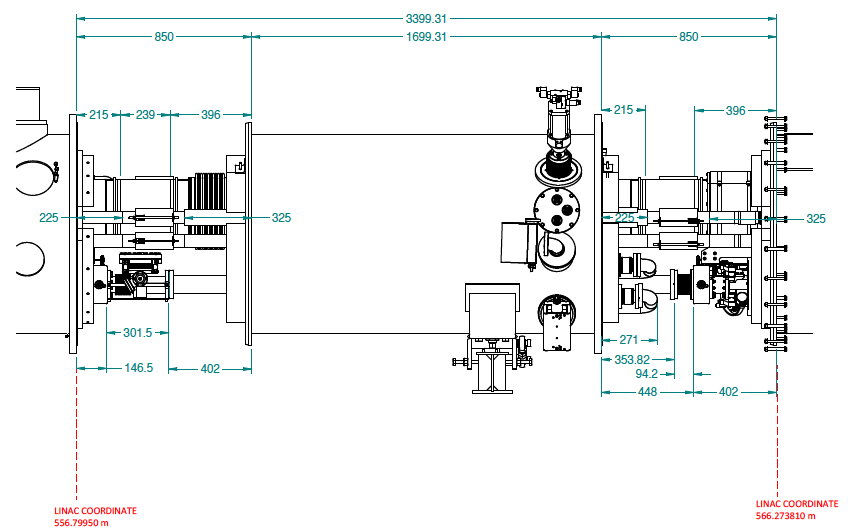 3399.31
850 1699.31 850
215 239 396 215 396
225 325 225 325
301.5 271
353.82
146.5 402 94.2
448 402
LINAC COORDINATE
556.79950 m
LINAC COORDINATE
566.273810 m